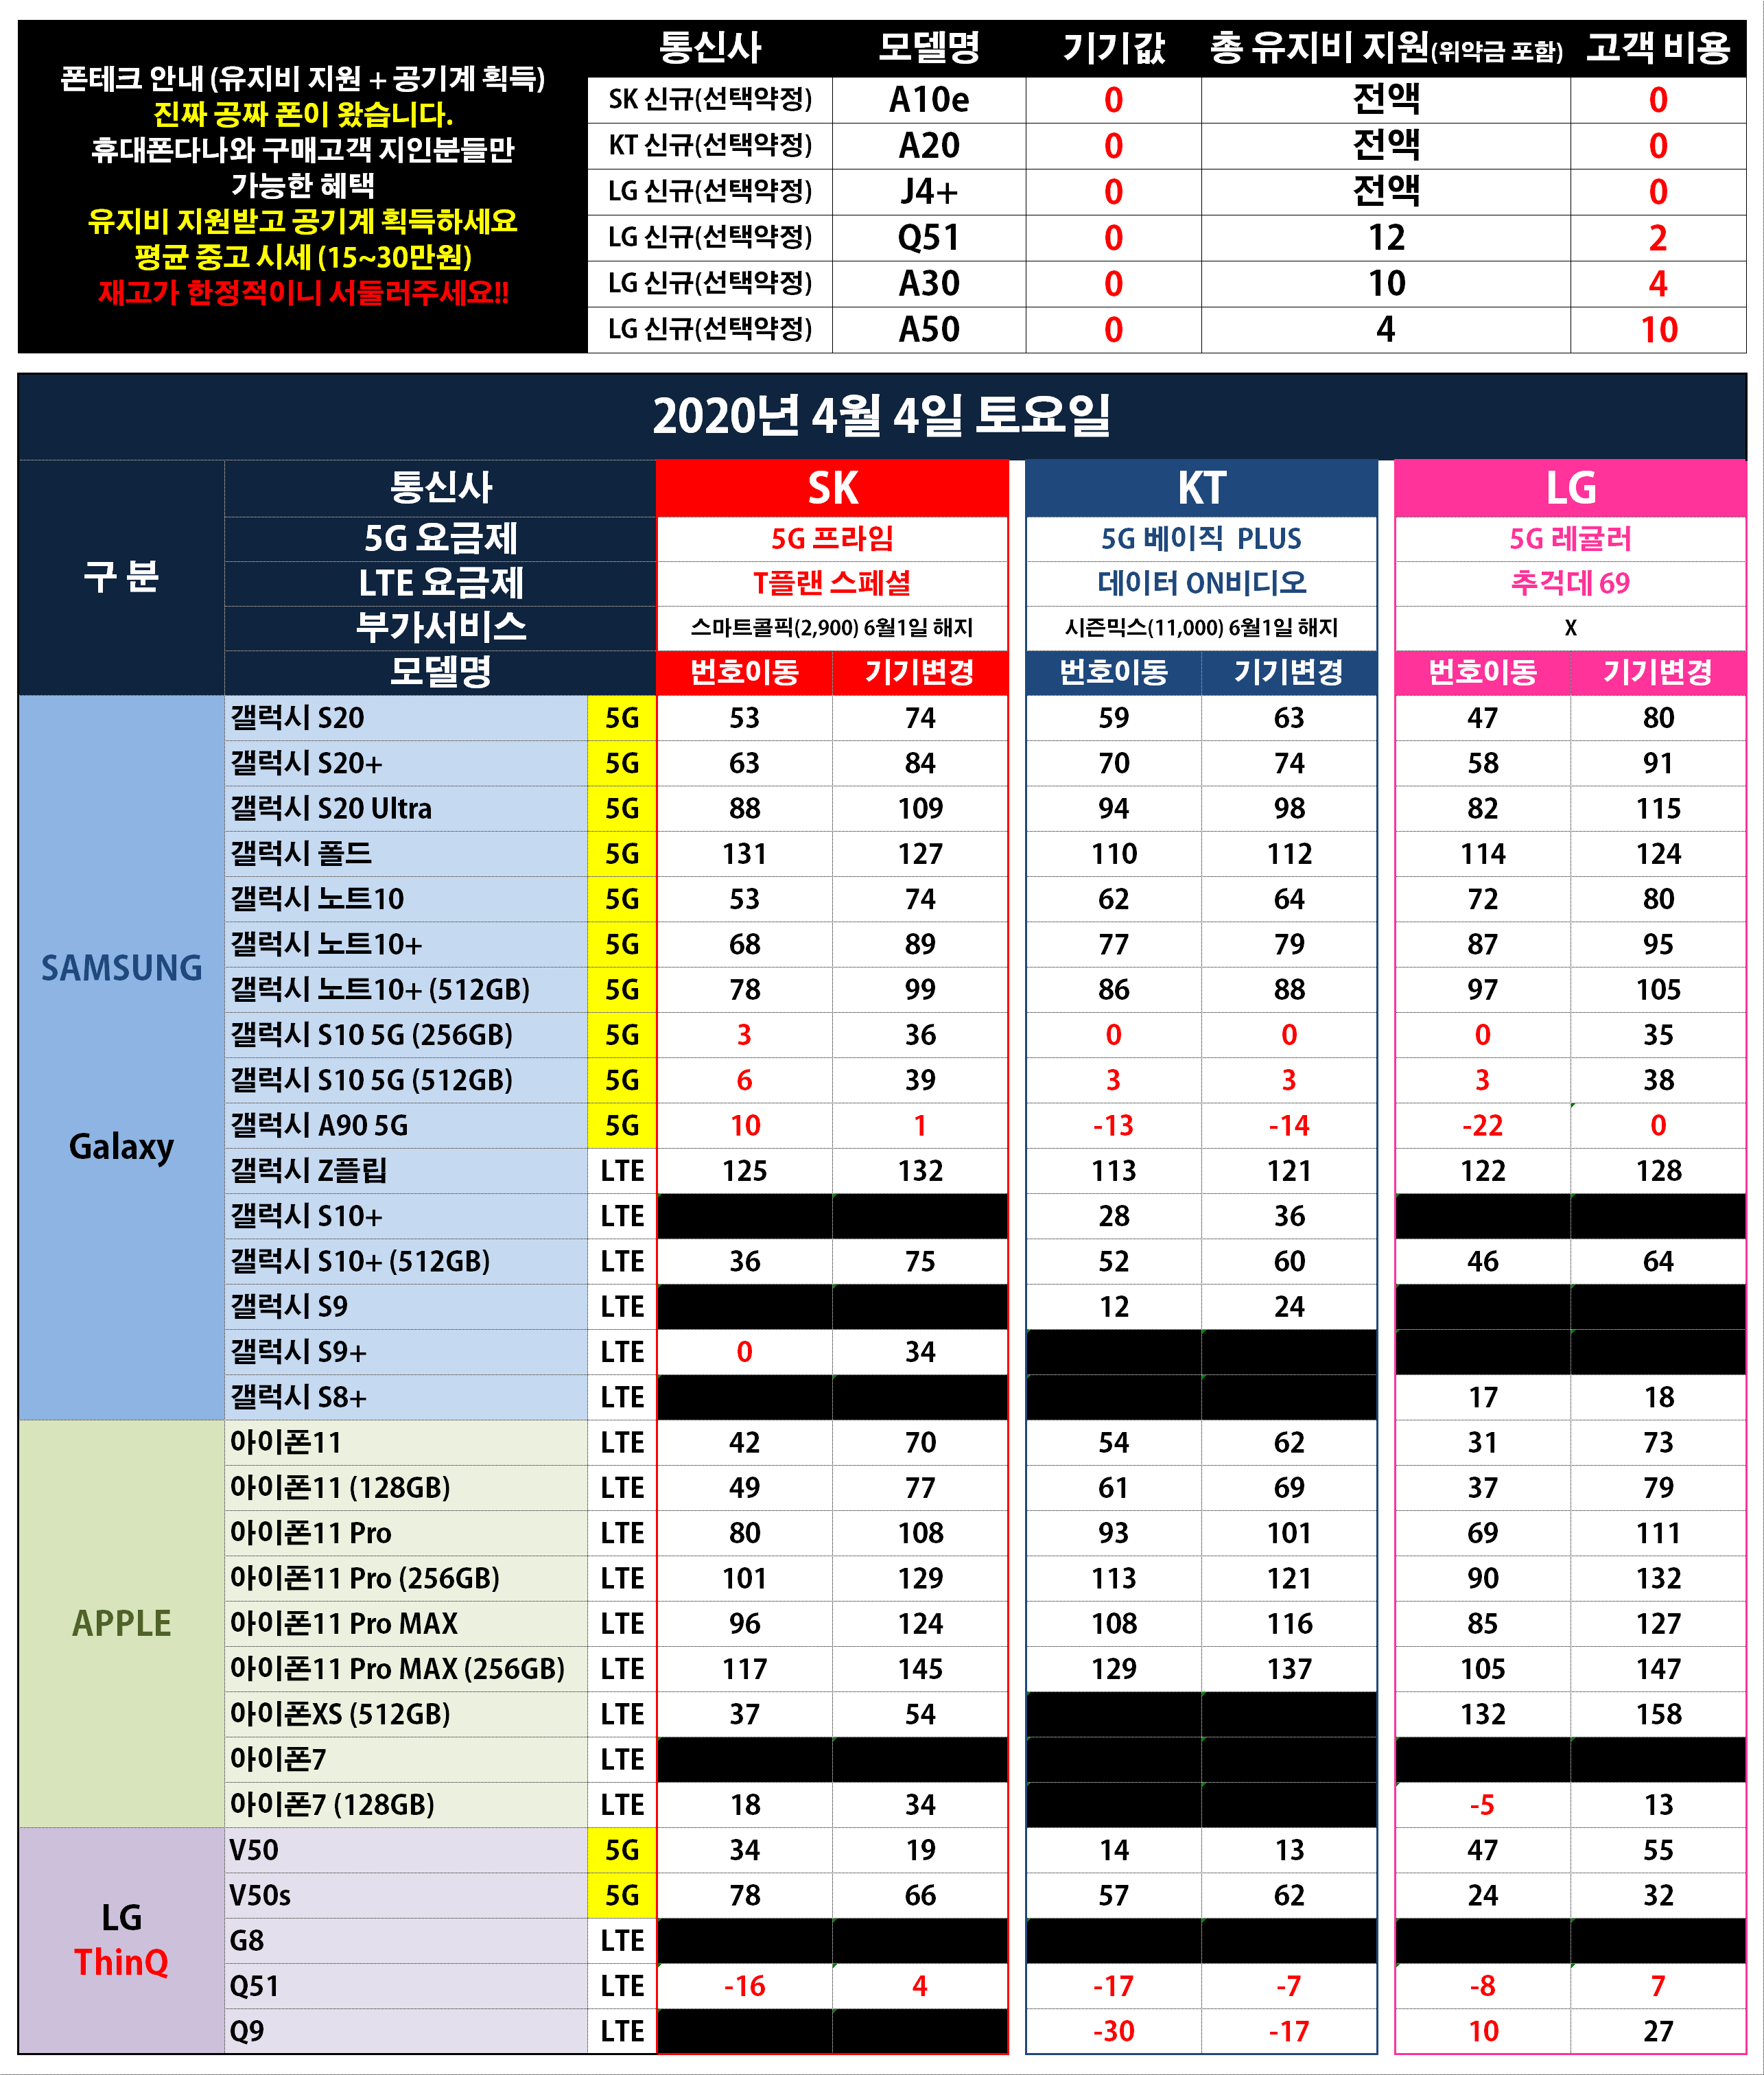 폰테크 안내 (유지비 지원 + 공기계 획득)
진짜 공짜 폰이 왔습니다.
휴대폰다나와 구매고객 지인분들만
가능한 혜택
유지비 지원받고 공기계 획득하세요
평균 중고 시세 (15~30만원)
재고가 한정적이니 서둘러주세요!!
통신사 모델명 기기값 총 유지비 지원(위약금 포함) 고객 비용
SK 신규(선택약정) A10e 0 전액 0
KT 신규(선택약정) A20 0 전액 0
LG 신규(선택약정) J4+ 0 전액 0
LG 신규(선택약정) Q51 0 12 2
LG 신규(선택약정) A30 0 10 4
LG 신규(선택약정) A50 0 4 10
2020년 4월 4일 토요일
구 분
통신사 SK KT LG
5G 요금제 5G 프라임 5G 베이직 PLUS 5G 레귤러
LTE 요금제 T플랜 스페셜 데이터 ON비디오 추걱데 69
부가서비스 스마트콜픽(2,900) 6월1일 해지 시즌믹스(11,000) 6월1일 해지 X
모델명 번호이동 기기변경 번호이동 기기변경 번호이동 기기변경
SAMSUNG
Galaxy
갤럭시 S20 5G 53 74 59 63 47 80
갤럭시 S20+ 5G 63 84 70 74 58 91
갤럭시 S20 Ultra 5G 88 109 94 98 82 115
갤럭시 폴드 5G 131 127 110 112 114 124
갤럭시 노트10 5G 53 74 62 64 72 80
갤럭시 노트10+ 5G 68 89 77 79 87 95
갤럭시 노트10+ (512GB) 5G 78 99 86 88 97 105
갤럭시 S10 5G (256GB) 5G 3 36 0 0 0 35
갤럭시 S10 5G (512GB) 5G 6 39 3 3 3 38
갤럭시 A90 5G 5G 10 1 -13 -14 -22 0
갤럭시 Z플립 LTE 125 132 113 121 122 128
갤럭시 S10+ LTE 28 36
갤럭시 S10+ (512GB) LTE 36 75 52 60 46 64
갤럭시 S9 LTE 12 24
갤럭시 S9+ LTE 0 34
갤럭시 S8+ LTE 17 18
APPLE
아이폰11 LTE 42 70 54 62 31 73
아이폰11 (128GB) LTE 49 77 61 69 37 79
아이폰11 Pro LTE 80 108 93 101 69 111
아이폰11 Pro (256GB) LTE 101 129 113 121 90 132
아이폰11 Pro MAX LTE 96 124 108 116 85 127
아이폰11 Pro MAX (256GB) LTE 117 145 129 137 105 147
아이폰XS (512GB) LTE 37 54 132 158
아이폰7 LTE
아이폰7 (128GB) LTE 18 34 -5 13
LG
ThinQ
V50 5G 34 19 14 13 47 55
V50s 5G 78 66 57 62 24 32
G8 LTE
Q51 LTE -16 4 -17 -7 -8 7
Q9 LTE -30 -17 10 27